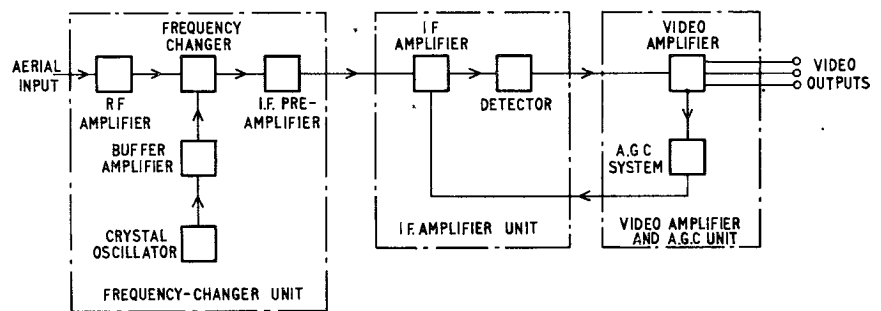 AERIAL
INPUT
FREQUENCY
CHANGER
RF
AMPLIFIER
I.F. PRE-
AMPLIFIER
BUFFER
AMPLIFIER
CRYSTAL
OSCILLATOR
FREQUENCY-CHANGER UNIT
I F
AMPLIFIER
DETECTOR
I.F. AMPLIFIER UNIT
VIDEO
AMPLIFIER
VIDEO
OUTPUTS
A.G.C
SYSTEM
VIDEO AMPLIFIER
AND A.G.C UNIT